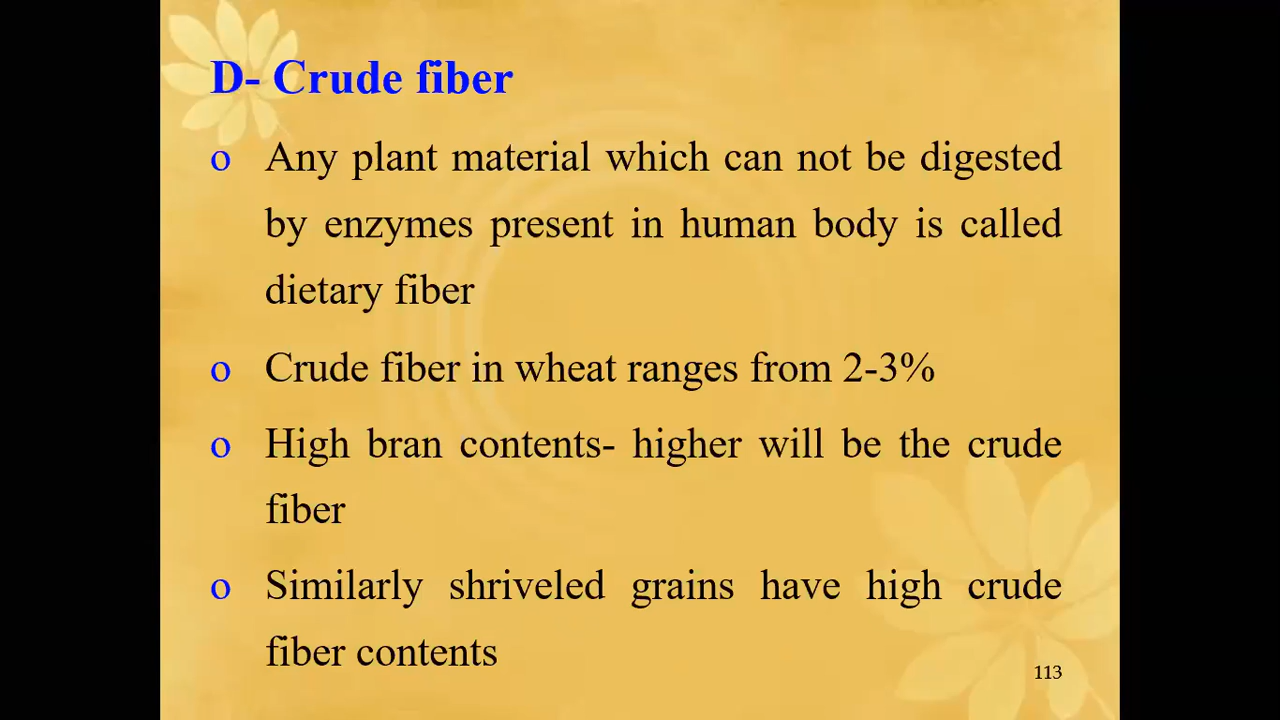 D- Crude fiber
o Any plant material which can not be digested
by enzymes present in human body is called
dietary fiber
o Crude fiber in wheat ranges from 2-3%
o High bran contents- higher will be the crude
fiber
o Similarly shriveled grains have high crude
fiber contents
113